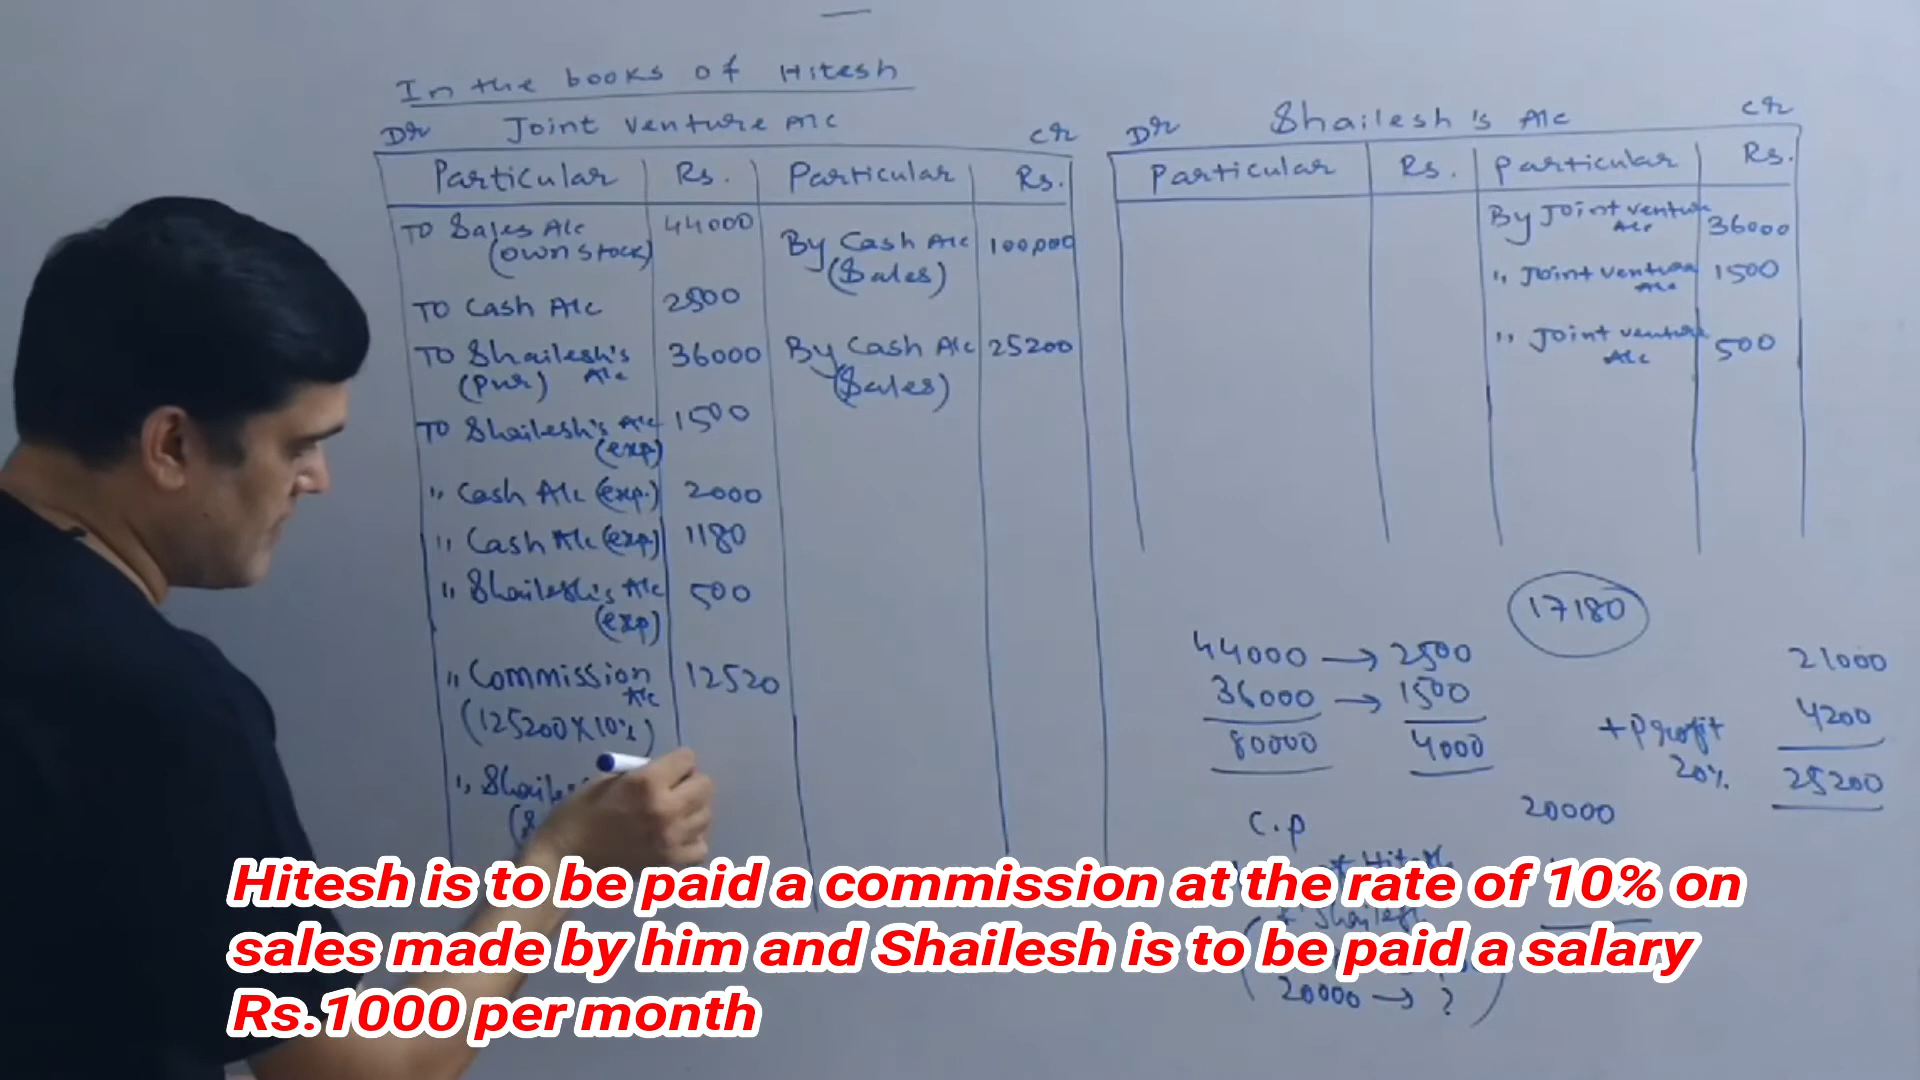 In the books of Hitesh
Dr Joint Venture A/c Cr
Particular Rs. Particular Rs.
To Sales A/c 44000
(own stock)
By Cash A/c 100,000
(Sales)
To Cash A/c 2500
To Shailesh's 36000
(Pur) A/c
By Cash A/c 25200
(Sales)
To Shailesh's A/c 1500
(exp)
" Cash A/c (exp.) 2000
" Cash A/c (exp) 1180
" Shailesh's A/c 500
(exp)
" Commission 12520
A/c
(125200 X 10%)
Dr Shailesh's A/c Cr
Particular Rs. Particular Rs.
By Joint Venture 36000
A/c
" Joint Venture 1500
A/c
" Joint Venture 500
A/c
17180
44000 → 2500
36000 → 1500
80000 4000
21000
+ Profit 4200
20% 25200
C.P 20000
20000 → ?
Hitesh is to be paid a commission at the rate of 10% on
sales made by him and Shailesh is to be paid a salary
Rs.1000 per month